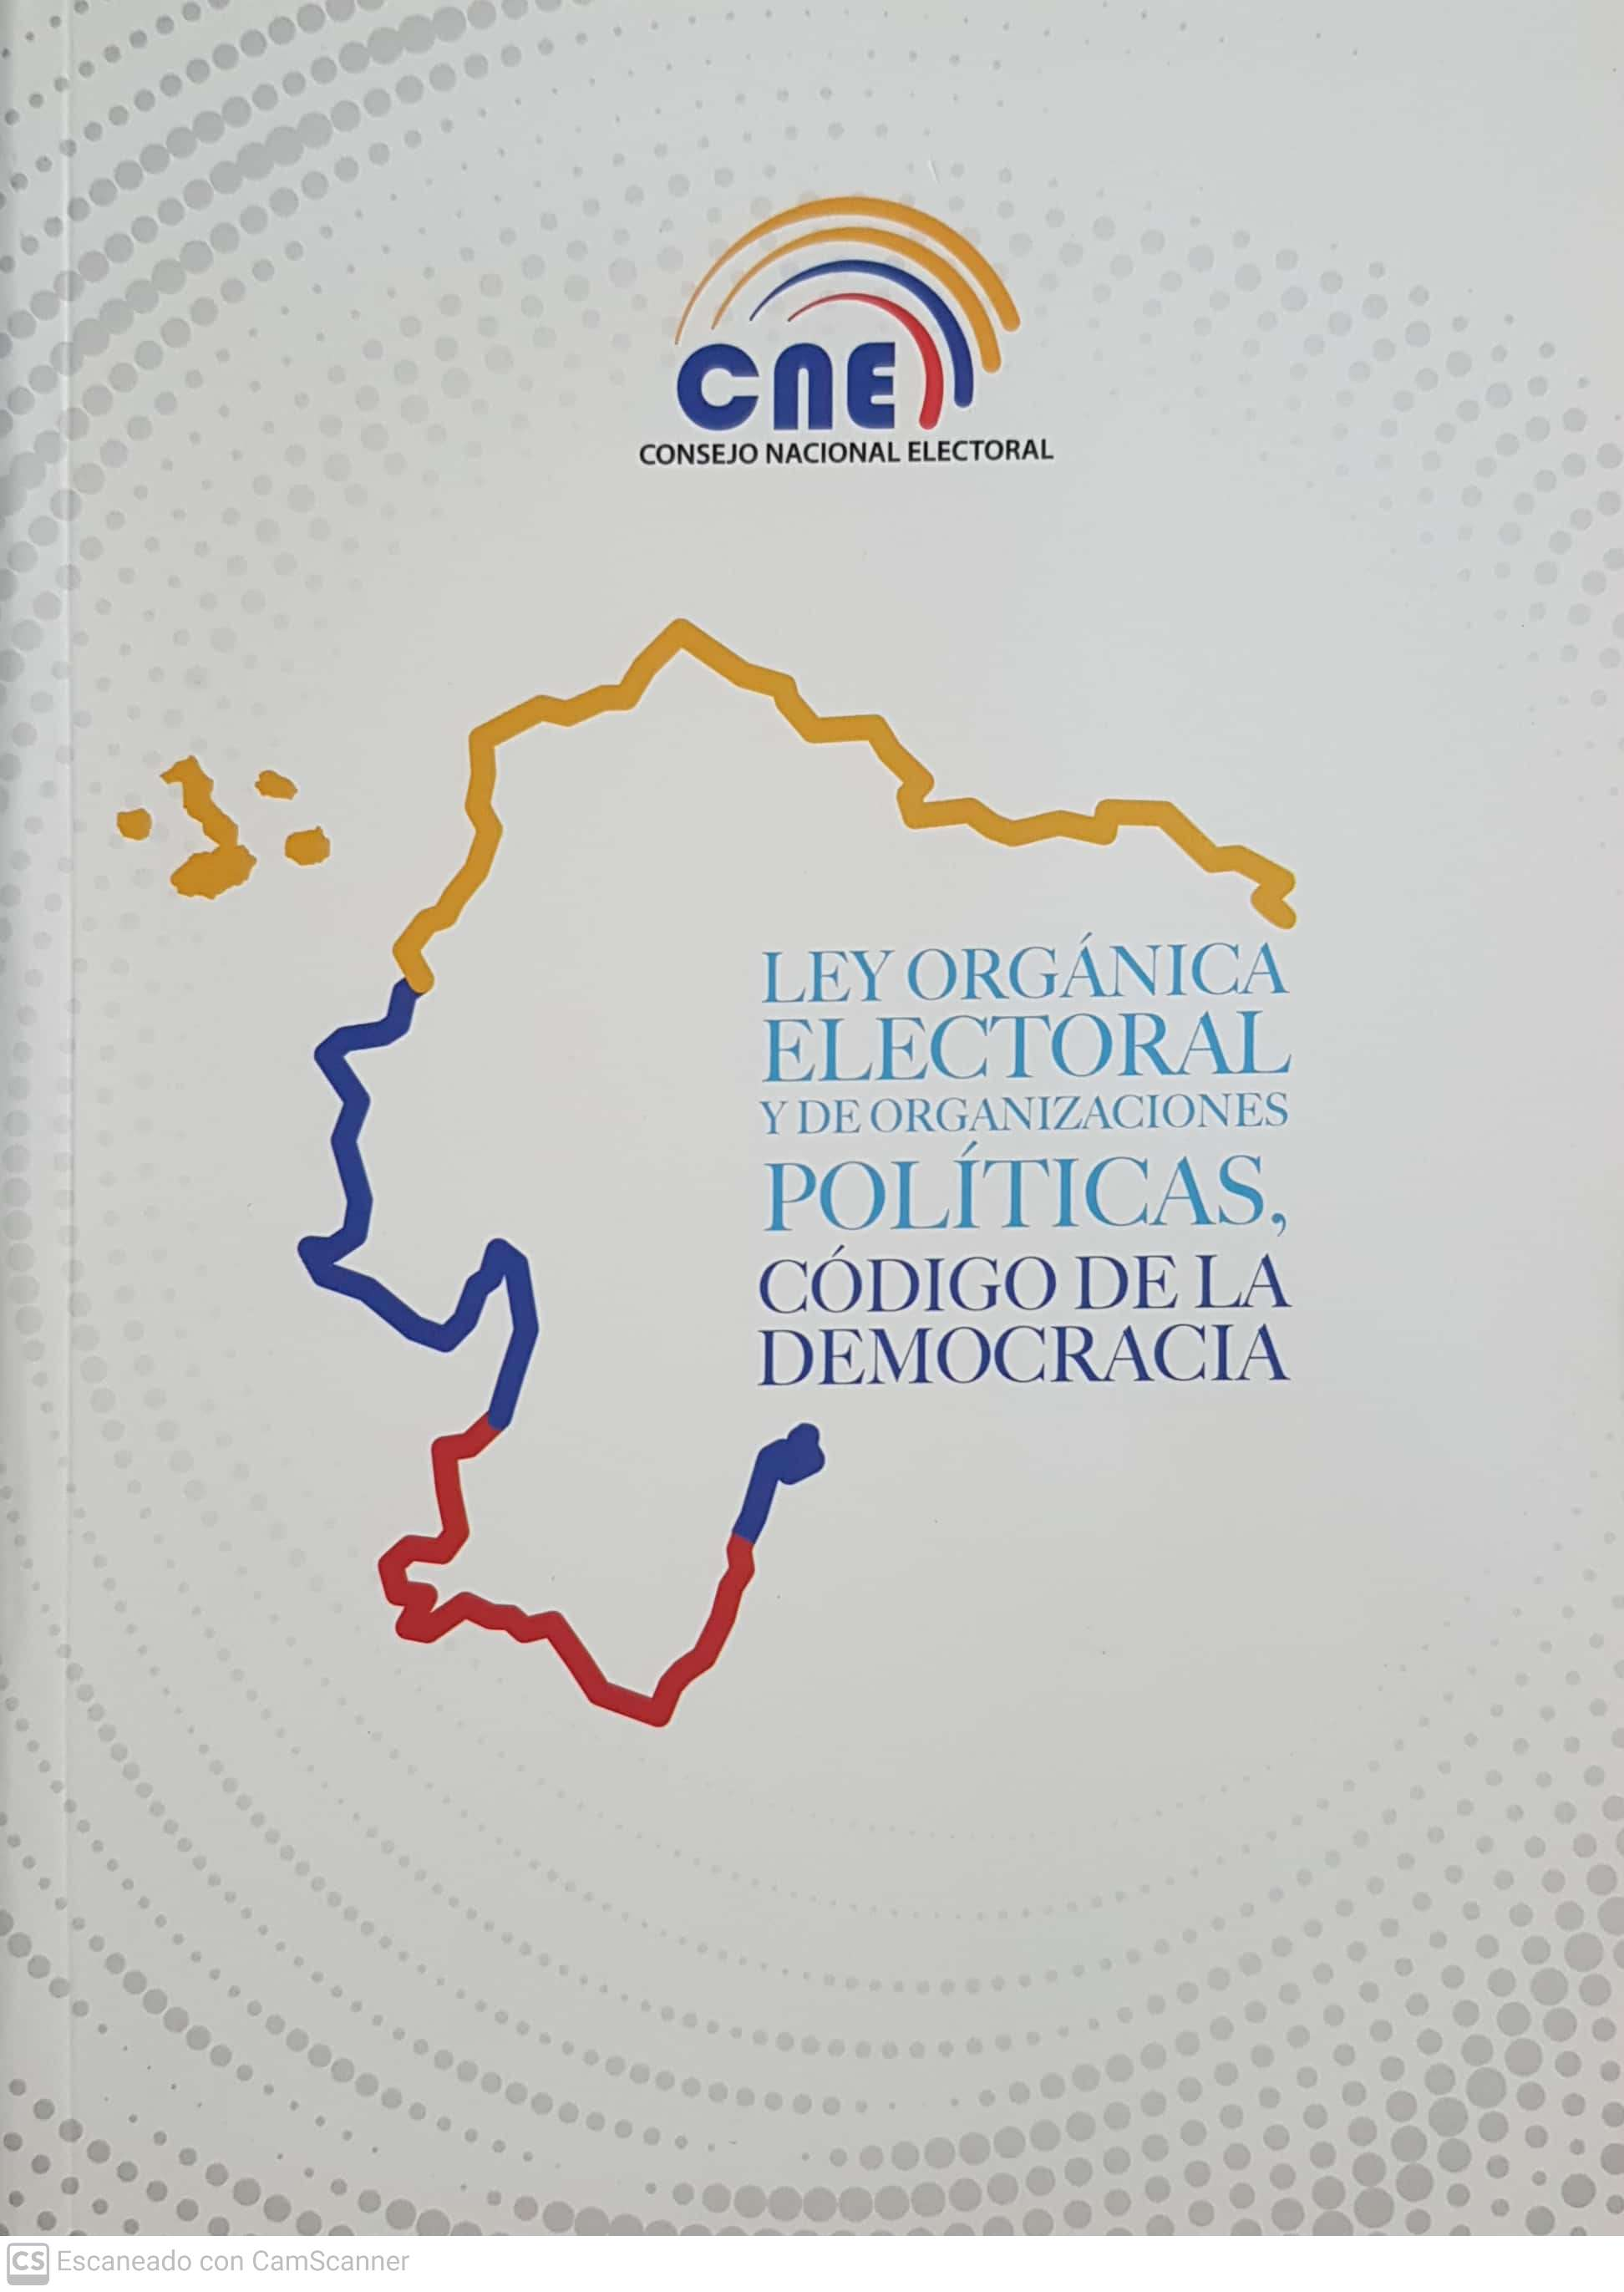 CNE
CONSEJO NACIONAL ELECTORAL
LEY ORGÁNICA
ELECTORAL
Y DE ORGANIZACIONES
POLÍTICAS,
CÓDIGO DE LA
DEMOCRACIA
CS Escaneado con CamScanner